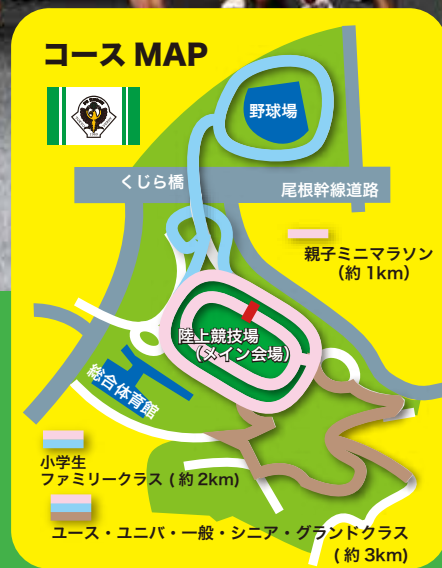 コース MAP
野球場
くじら橋
尾根幹線道路
親子ミニマラソン
(約 1km)
陸上競技場
(メイン会場)
総合体育館
小学生
ファミリークラス ( 約 2km)
ユース・ユニバ・一般・シニア・グランドクラス
( 約 3km)